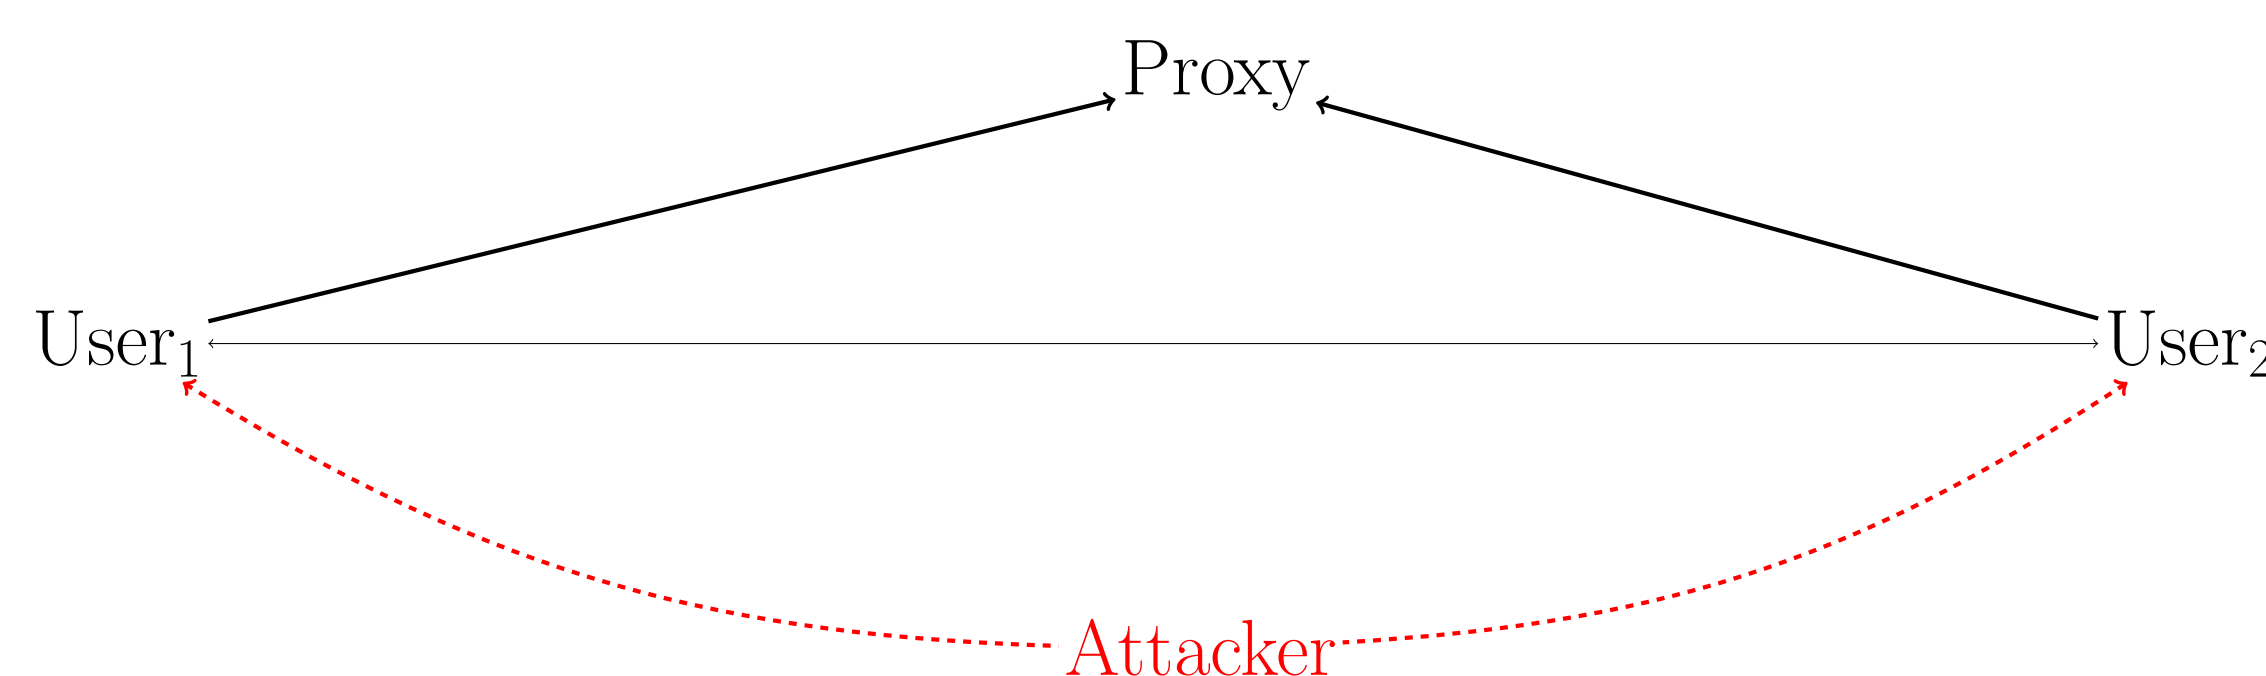 Proxy
User₁
User₂
Attacker